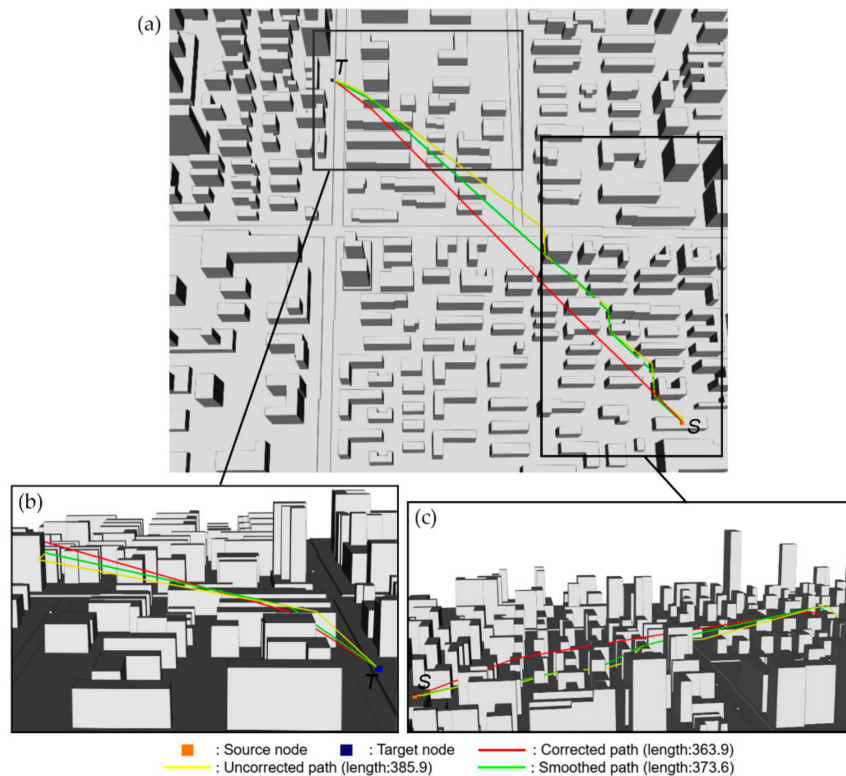 (a)
T
S
(b)
T
(c)
S
: Source node : Target node : Corrected path (length:363.9)
: Uncorrected path (length:385.9) : Smoothed path (length:373.6)